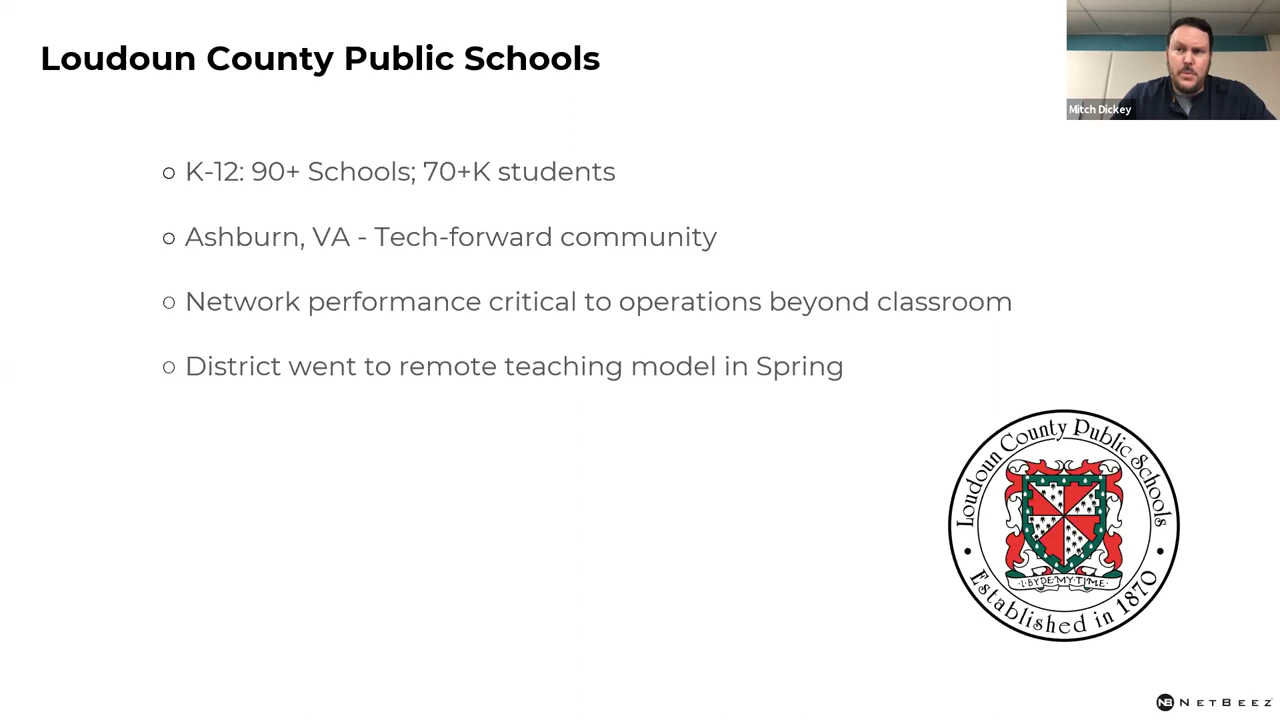 Loudoun County Public Schools
Mitch Dickey
K-12: 90+ Schools; 70+K students
Ashburn, VA - Tech-forward community
Network performance critical to operations beyond classroom
District went to remote teaching model in Spring
Loudoun County Public Schools
I·BYDE·MY·TIME·
Established in 1870
NB NETBEEZ